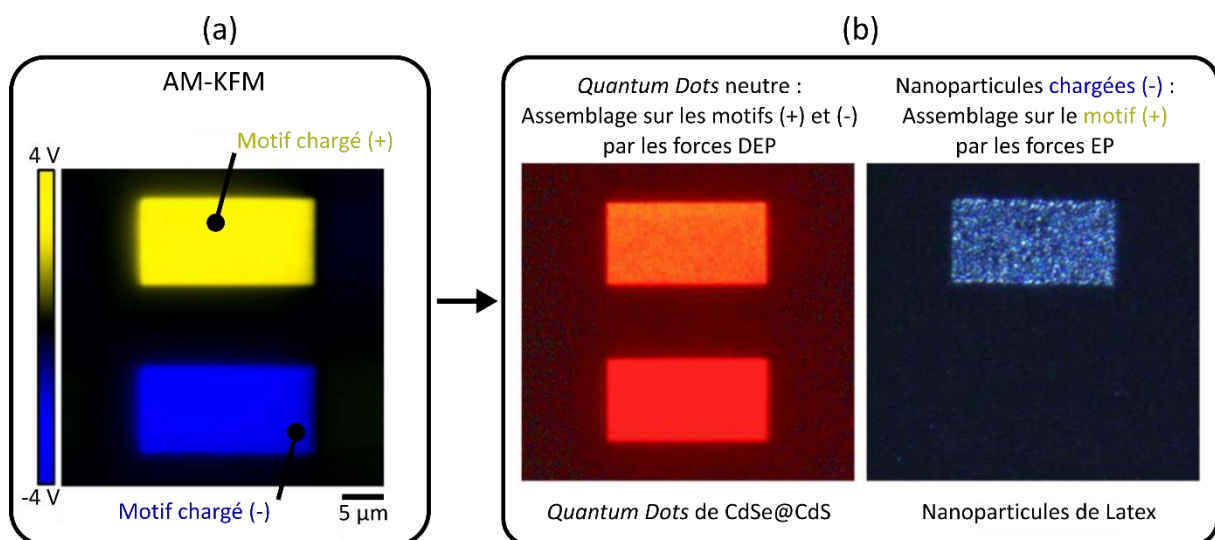 (a)
AM-KFM
Motif chargé (+)
4 V
-4 V
Motif chargé (-)
5 µm
(b)
Quantum Dots neutre :
Assemblage sur les motifs (+) et (-)
par les forces DEP
Quantum Dots de CdSe@CdS
Nanoparticules chargées (-) :
Assemblage sur le motif (+)
par les forces EP
Nanoparticules de Latex